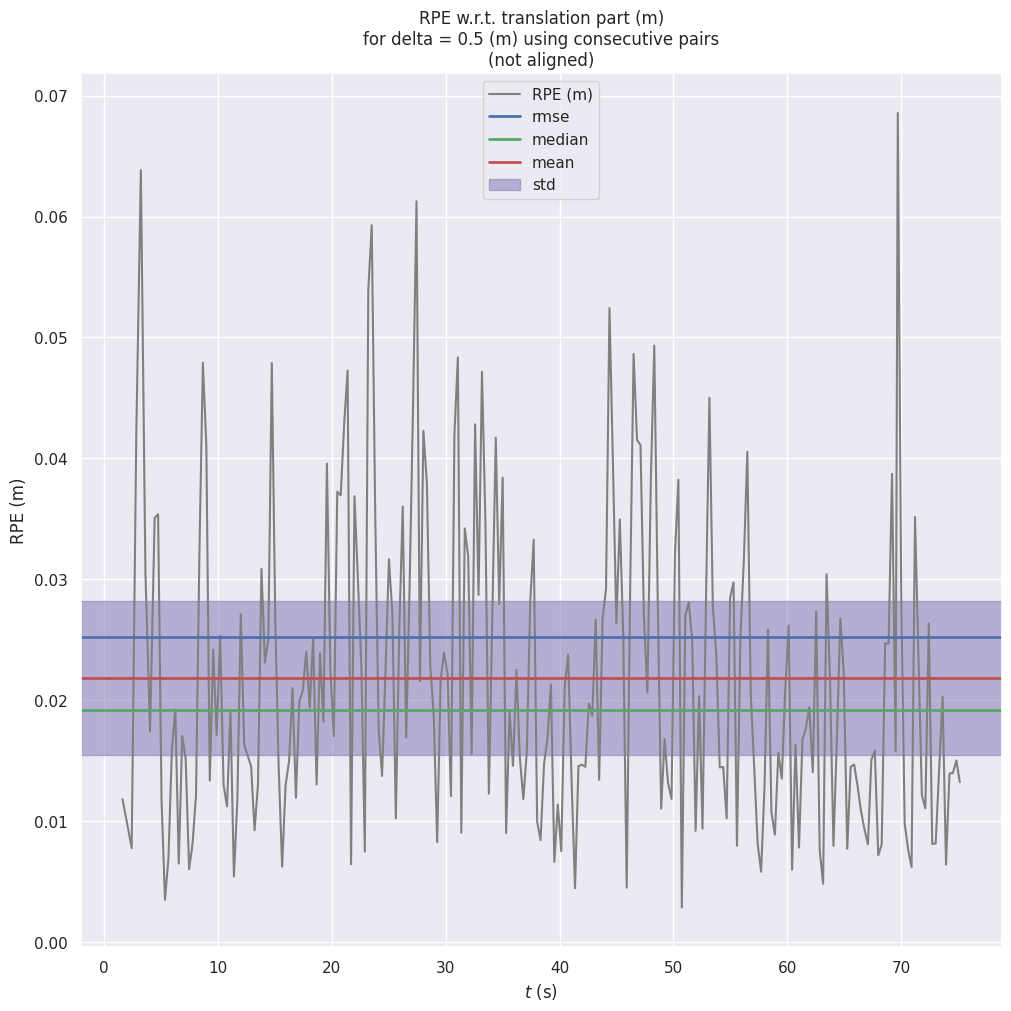 RPE w.r.t. translation part (m)
for delta = 0.5 (m) using consecutive pairs
(not aligned)
RPE (m)
rmse
median
mean
std
RPE (m)
0.07
0.06
0.05
0.04
0.03
0.02
0.01
0.00
0 10 20 30 40 50 60 70
t (s)